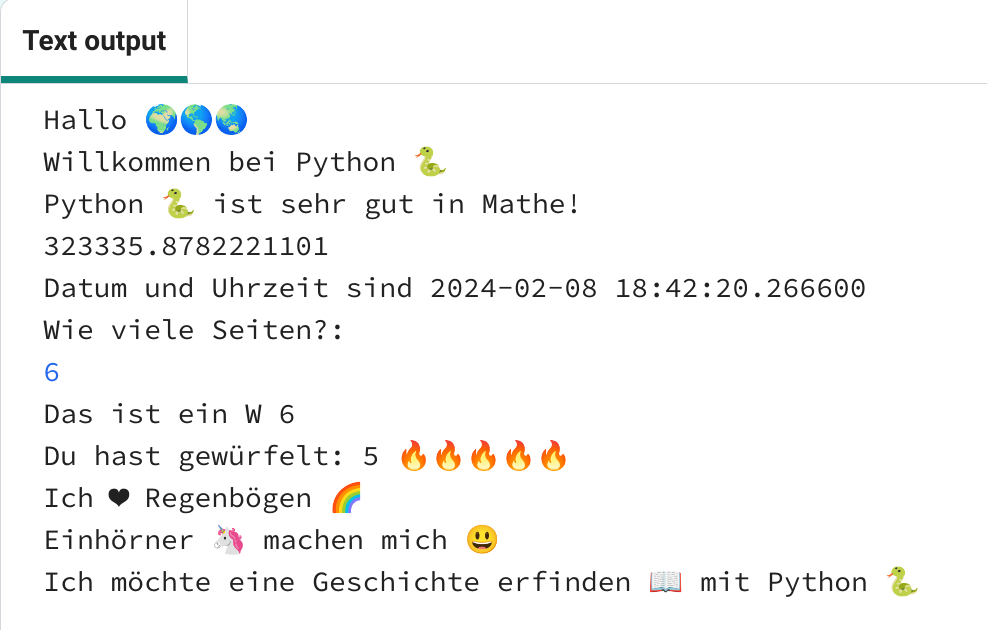 Text output
Hallo 🌍🌎🌏
Willkommen bei Python 🐍
Python 🐍 ist sehr gut in Mathe!
323335.8782221101
Datum und Uhrzeit sind 2024-02-08 18:42:20.266600
Wie viele Seiten?:
6
Das ist ein W 6
Du hast gewürfelt: 5 🔥🔥🔥🔥🔥
Ich ❤ Regenbögen 🌈
Einhörner 🦄 machen mich 😃
Ich möchte eine Geschichte erfinden 📖 mit Python 🐍